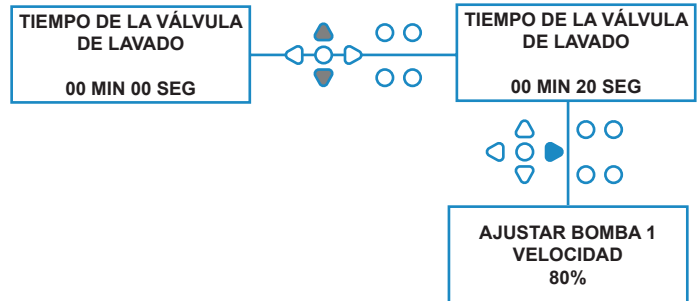 TIEMPO DE LA VÁLVULA
DE LAVADO
00 MIN 00 SEG
TIEMPO DE LA VÁLVULA
DE LAVADO
00 MIN 20 SEG
AJUSTAR BOMBA 1
VELOCIDAD
80%